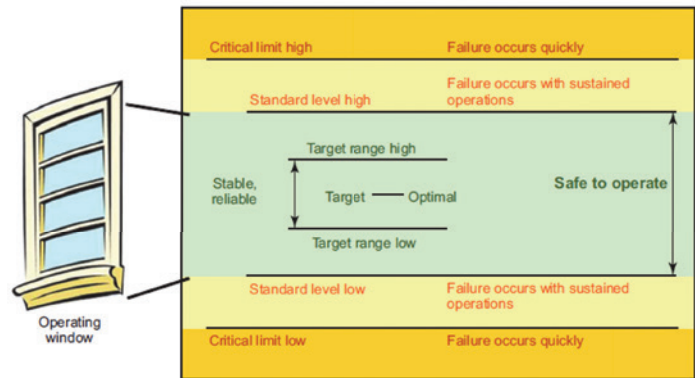 Critical limit high Failure occurs quickly
Failure occurs with sustained
Standard level high operations
Target range high
Stable,
reliable
Target Optimal
Safe to operate
Target range low
Standard level low Failure occurs with sustained
operations
Operating
window
Critical limit low Failure occurs quickly